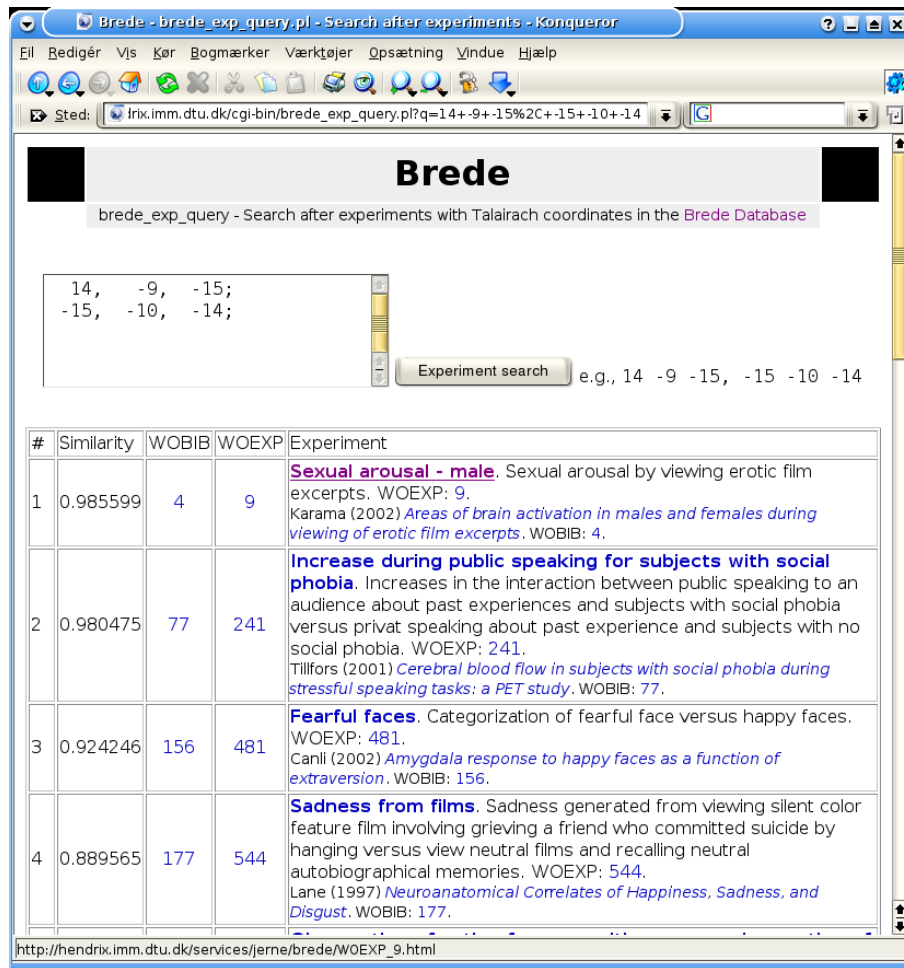 Brede - brede_exp_query.pl - Search after experiments - Konqueror
Fil Redigér Vis Kør Bogmærker Værktøjer Opsætning Vindue Hjælp
Sted: rix.imm.dtu.dk/cgi-bin/brede_exp_query.pl?q=14+-9+-15%2C+-15+-10+-14 G
Brede
brede_exp_query - Search after experiments with Talairach coordinates in the Brede Database
14, -9, -15;
-15, -10, -14;
Experiment search e.g., 14 -9 -15, -15 -10 -14
# Similarity WOBIB WOEXP Experiment
1 0.985599 4 9 Sexual arousal - male. Sexual arousal by viewing erotic film
excerpts. WOEXP: 9.
Karama (2002) Areas of brain activation in males and females during
viewing of erotic film excerpts. WOBIB: 4.
2 0.980475 77 241 Increase during public speaking for subjects with social
phobia. Increases in the interaction between public speaking to an
audience about past experiences and subjects with social phobia
versus privat speaking about past experience and subjects with no
social phobia. WOEXP: 241.
Tillfors (2001) Cerebral blood flow in subjects with social phobia during
stressful speaking tasks: a PET study. WOBIB: 77.
3 0.924246 156 481 Fearful faces. Categorization of fearful face versus happy faces.
WOEXP: 481.
Canli (2002) Amygdala response to happy faces as a function of
extraversion. WOBIB: 156.
4 0.889565 177 544 Sadness from films. Sadness generated from viewing silent color
feature film involving grieving a friend who committed suicide by
hanging versus view neutral films and recalling neutral
autobiographical memories. WOEXP: 544.
Lane (1997) Neuroanatomical Correlates of Happiness, Sadness, and
Disgust. WOBIB: 177.
http://hendrix.imm.dtu.dk/services/jerne/brede/WOEXP_9.html